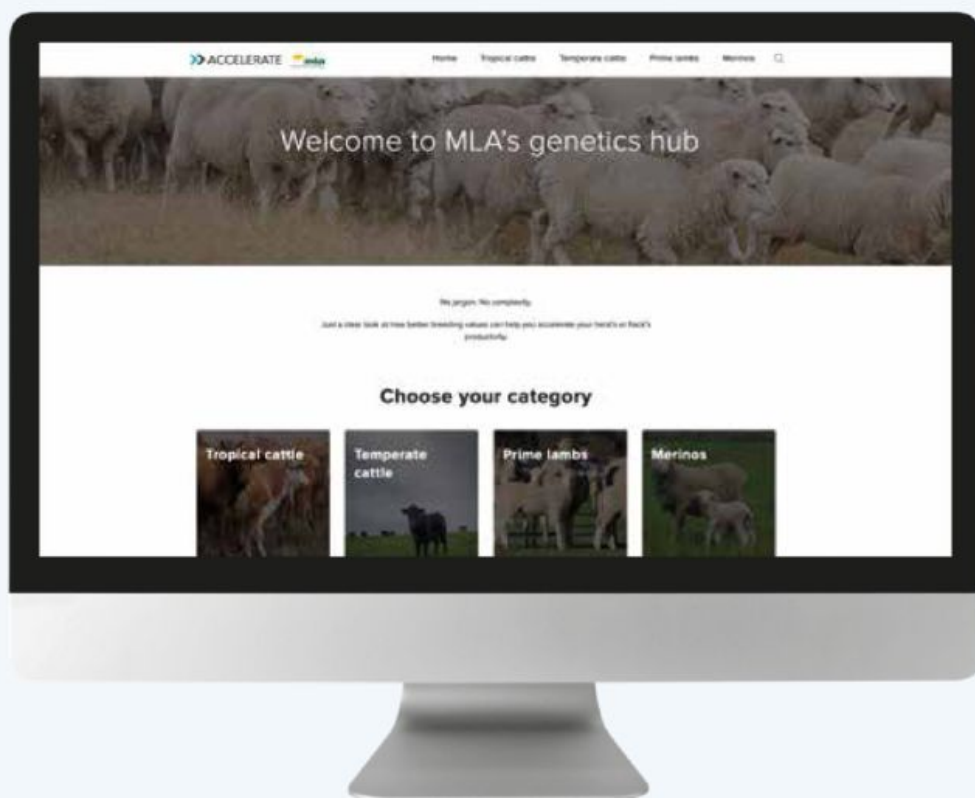 ACCELERATE mla
Home Tropical cattle Temperate cattle Prime lambs Merinos
Welcome to MLA's genetics hub
No jargon. No complexity.
Just a clear look at how better breeding values can help you accelerate your herd's or flock's
productivity.
Choose your category
Tropical cattle
Temperate
cattle
Prime lambs
Merinos